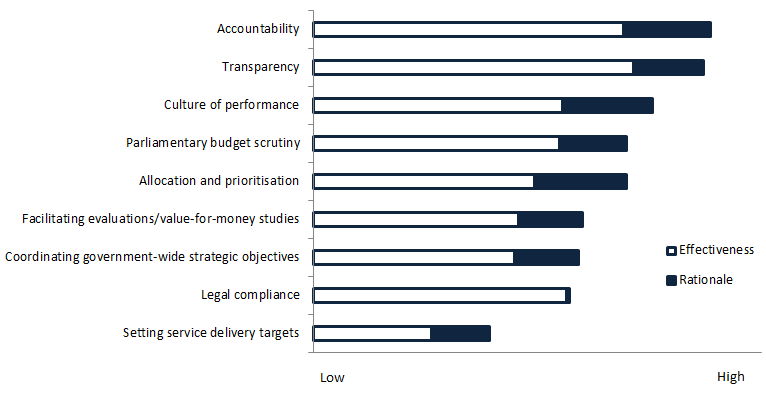 Accountability
Transparency
Culture of performance
Parliamentary budget scrutiny
Allocation and prioritisation
Facilitating evaluations/value-for-money studies
Coordinating government-wide strategic objectives
Legal compliance
Setting service delivery targets
Effectiveness
Rationale
Low
High